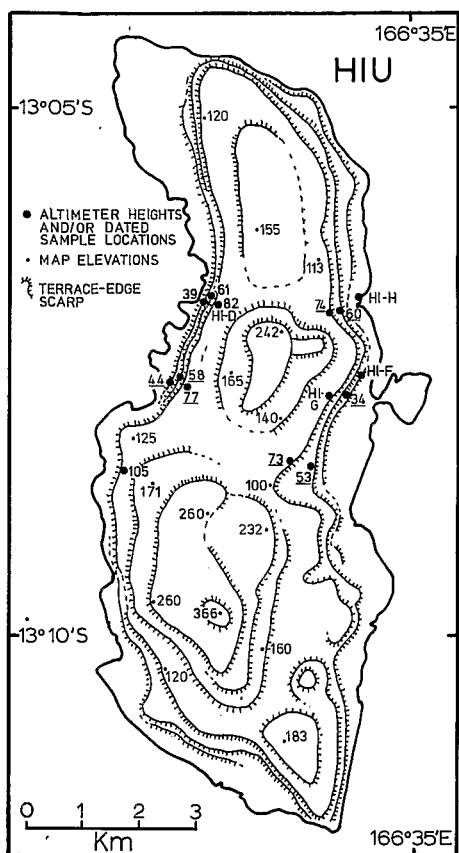 166°35'E
HIU
13°05'S
120
155
• ALTIMETER HEIGHTS
AND/OR DATED
SAMPLE LOCATIONS
• MAP ELEVATIONS
TERRACE-EDGE
SCARP
113
39
61
82
HI-D
HI-H
74
60
242
165
HI-F
44
58
77
HI-
G
34
140
125
105
73
53
171
100
260
232
260
366
13°10'S
160
120
183
0 1 2 3
Km
166°35'E